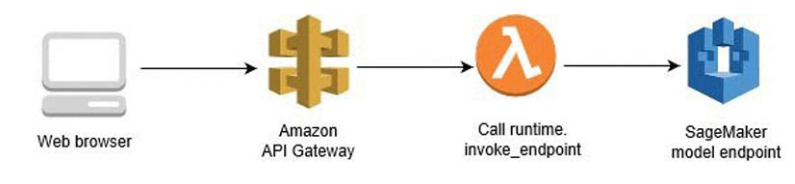 Web browser
Amazon
API Gateway
Call runtime.
invoke_endpoint
SageMaker
model endpoint